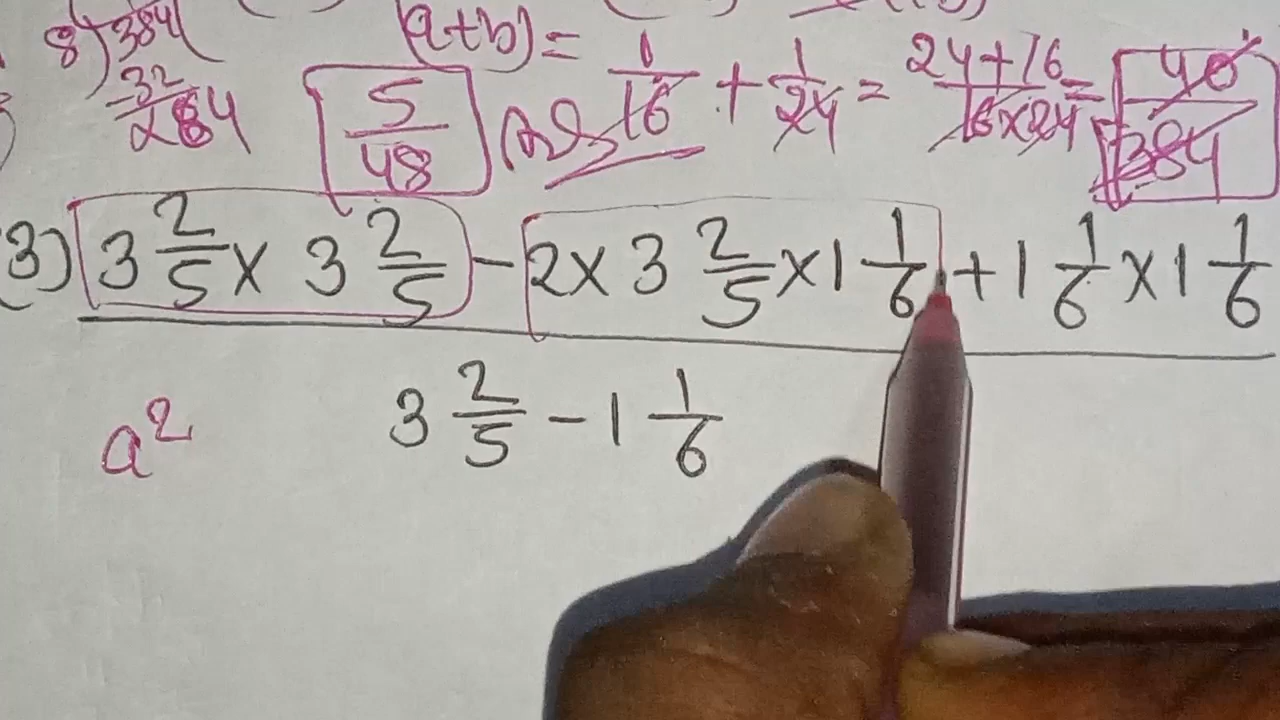 8)384( (a+b) = 1/16 + 1/24 = 24+16/16×24 = 40/384
32
64
5/48 Ans
(3) 3 2/5 × 3 2/5 - 2 × 3 2/5 × 1 1/6 + 1 1/6 × 1 1/6
a² 3 2/5 - 1 1/6